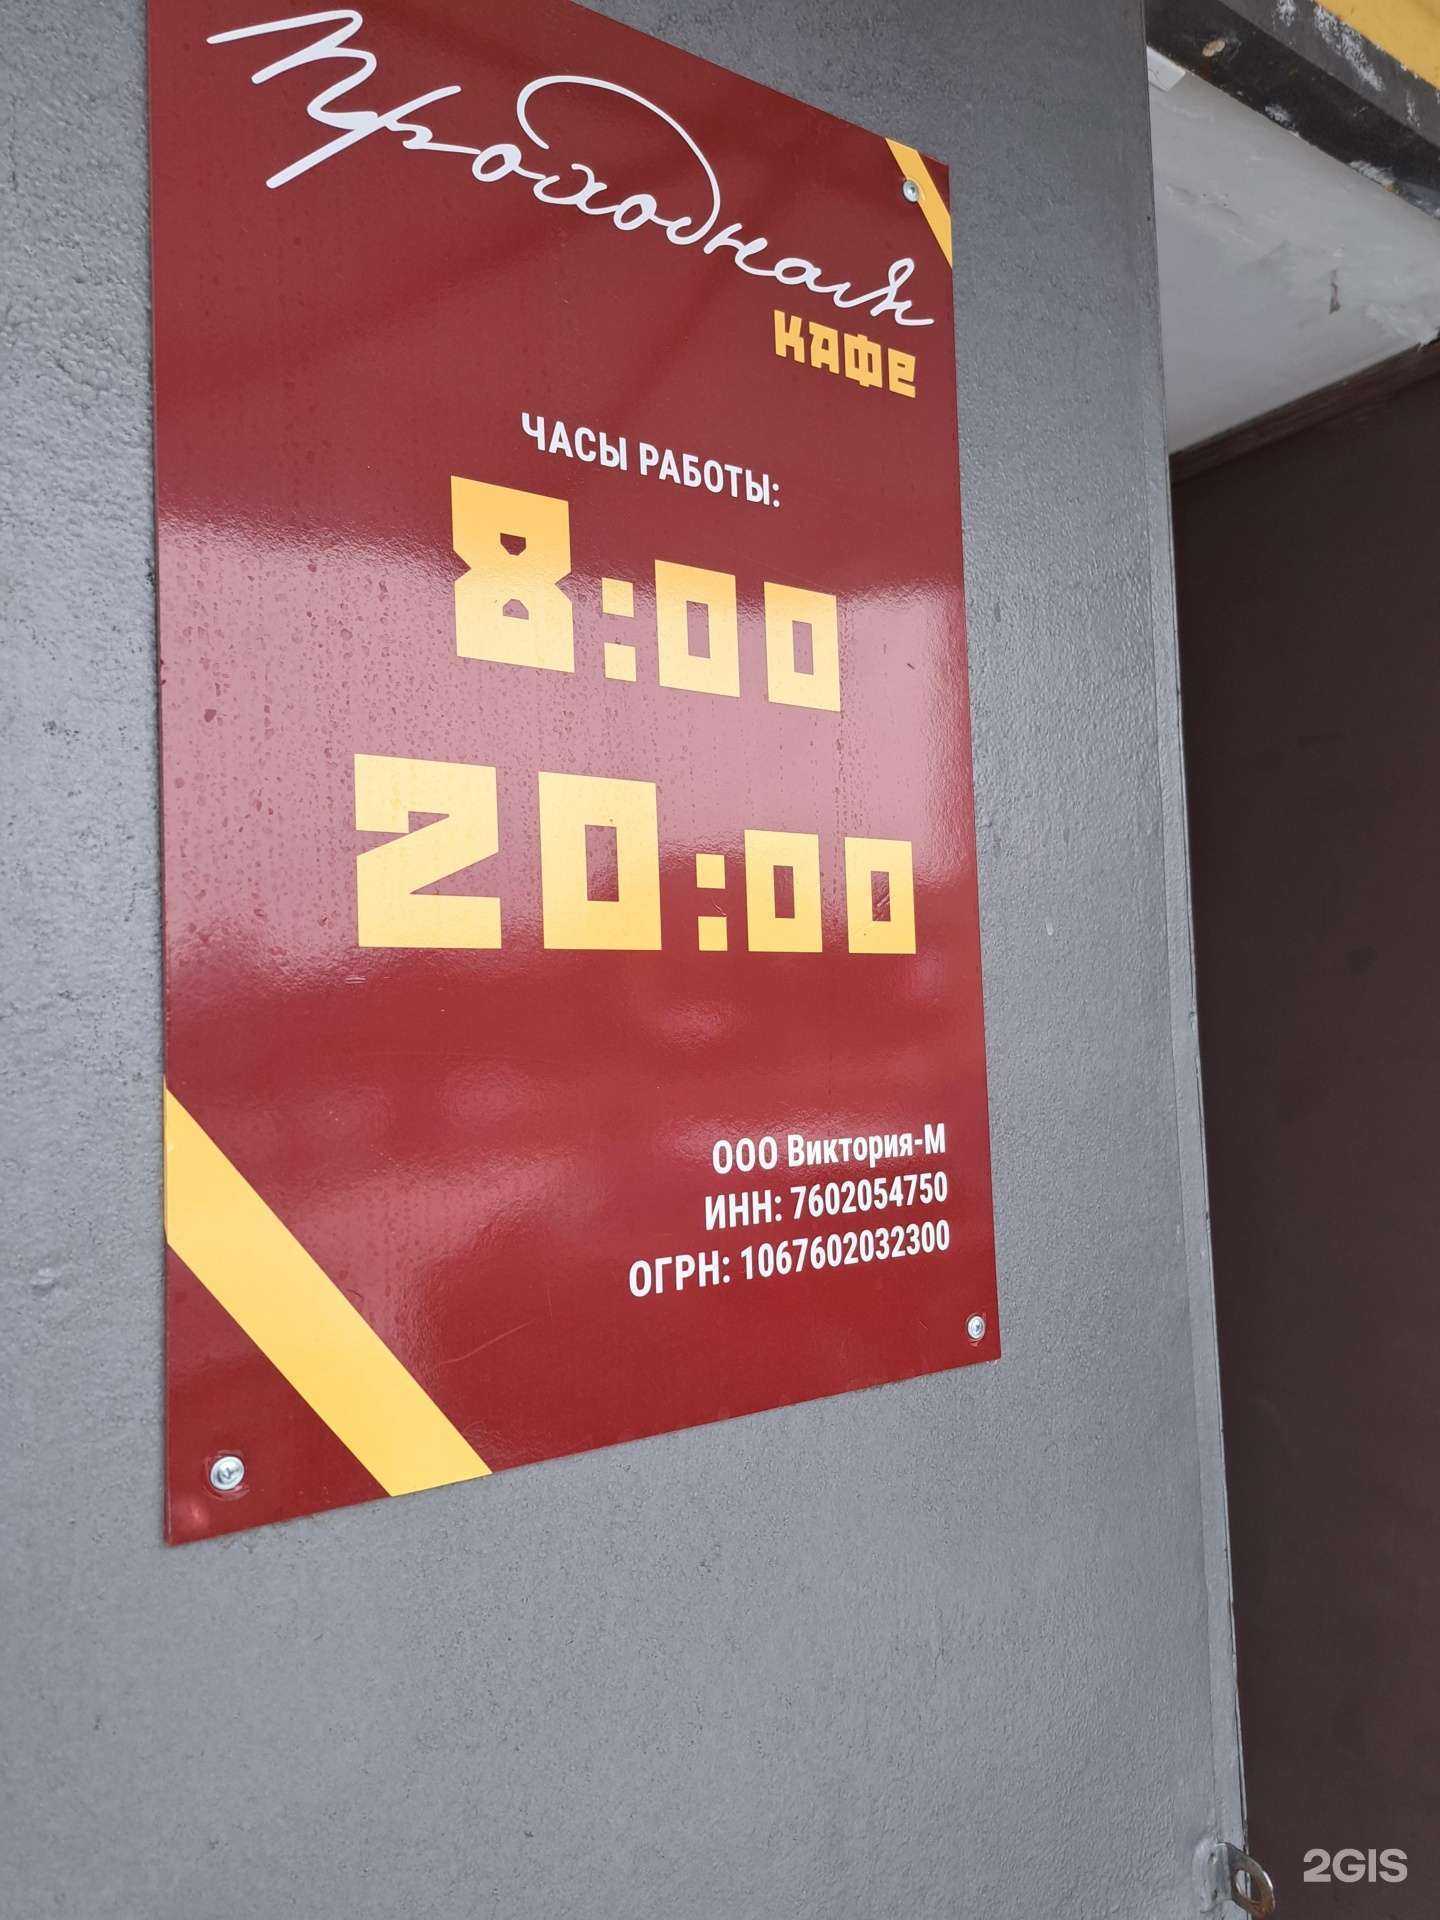 Проходная
КАФЕ
ЧАСЫ РАБОТЫ:
8:00
20:00
ООО Виктория-М
ИНН: 7602054750
ОГРН: 1067602032300
2GIS